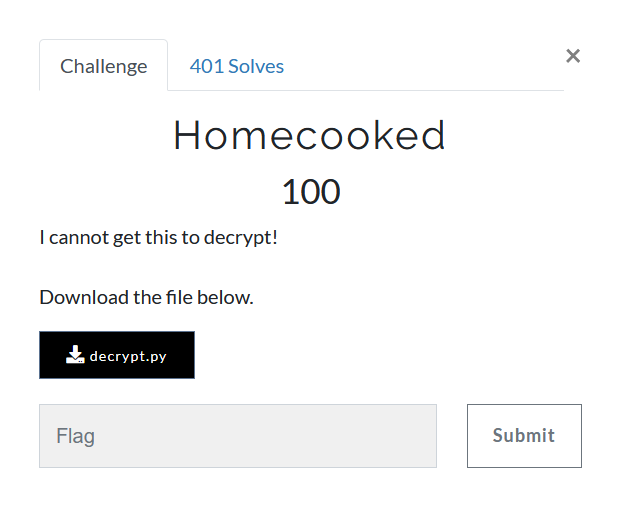 Challenge
401 Solves
×
Homecooked
100
I cannot get this to decrypt!
Download the file below.
decrypt.py
Flag
Submit